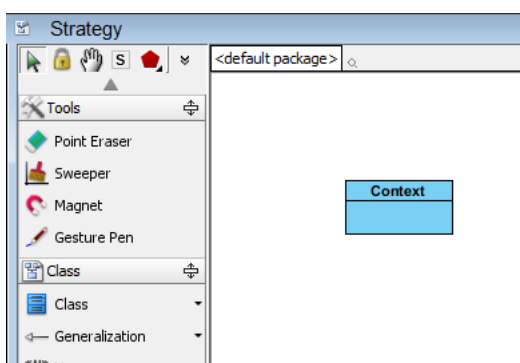 Strategy
S
<default package>
Tools
Point Eraser
Sweeper
Magnet
Gesture Pen
Context
Class
Class
Generalization